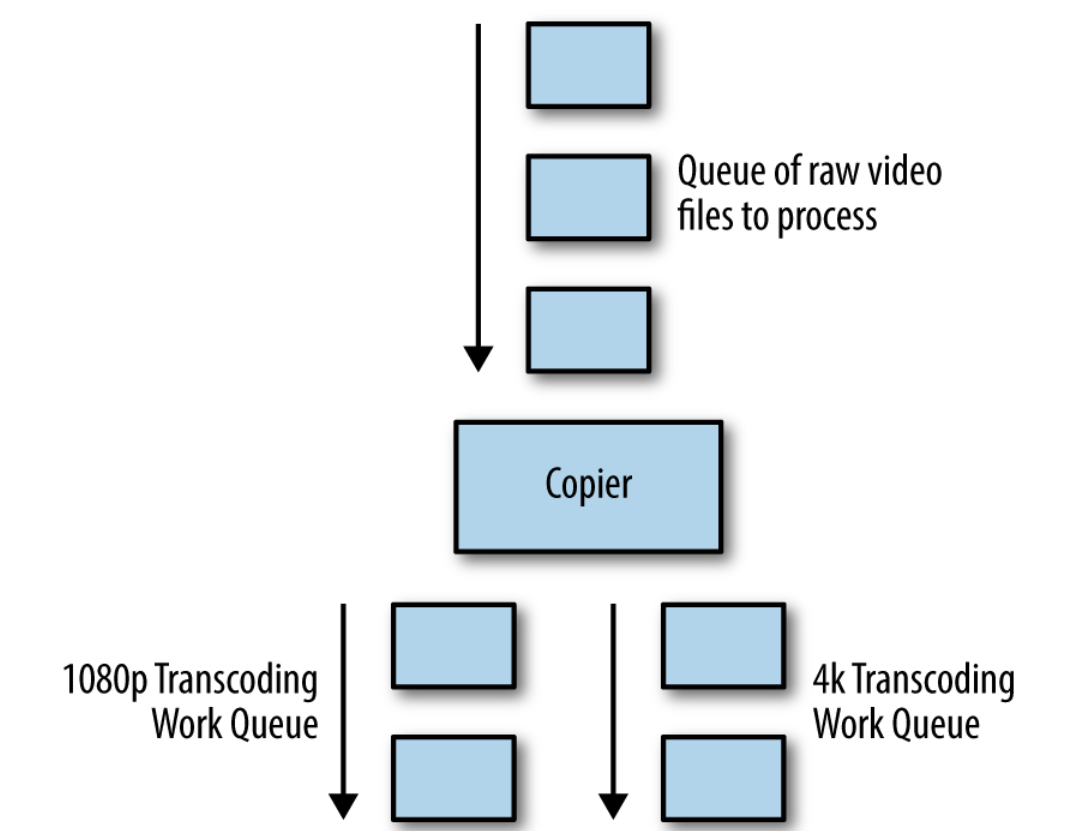 Queue of raw video
files to process
Copier
1080p Transcoding
Work Queue
4k Transcoding
Work Queue